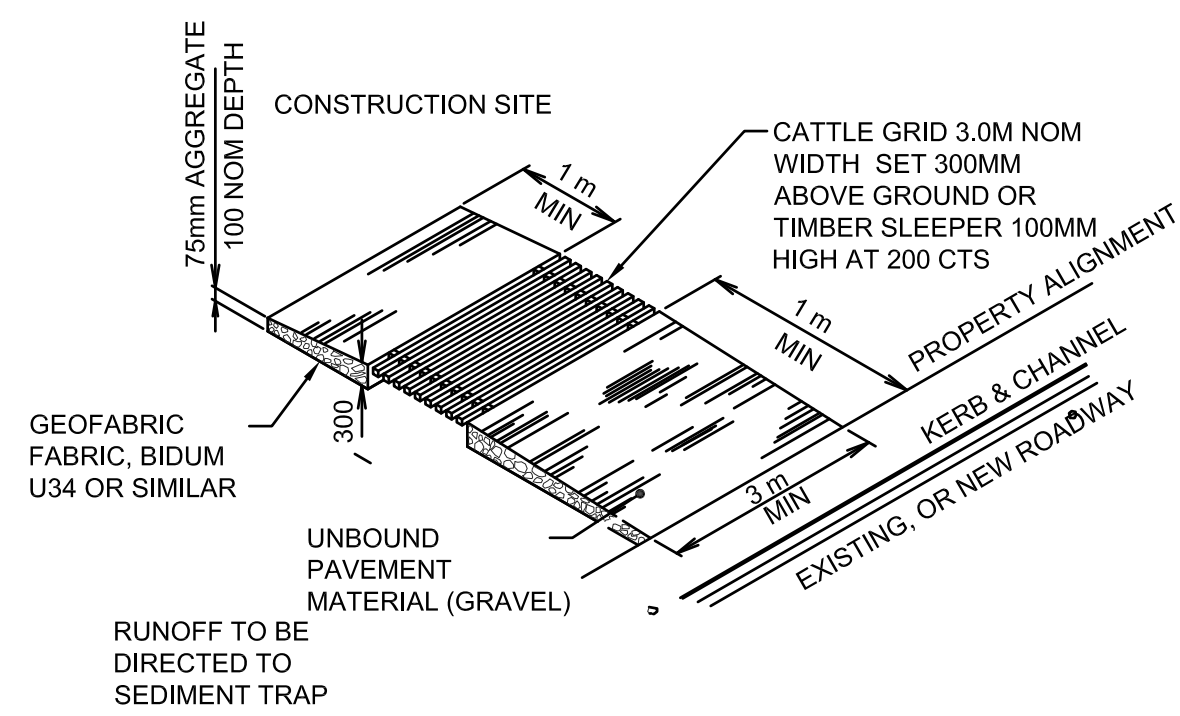 75mm AGGREGATE
100 NOM DEPTH
CONSTRUCTION SITE
1 m
MIN
CATTLE GRID 3.0M NOM
WIDTH SET 300MM
ABOVE GROUND OR
TIMBER SLEEPER 100MM
HIGH AT 200 CTS
1 m
MIN
PROPERTY ALIGNMENT
KERB & CHANNEL
EXISTING, OR NEW ROADWAY
3 m
MIN
300
GEOFABRIC
FABRIC, BIDUM
U34 OR SIMILAR
UNBOUND
PAVEMENT
MATERIAL (GRAVEL)
RUNOFF TO BE
DIRECTED TO
SEDIMENT TRAP